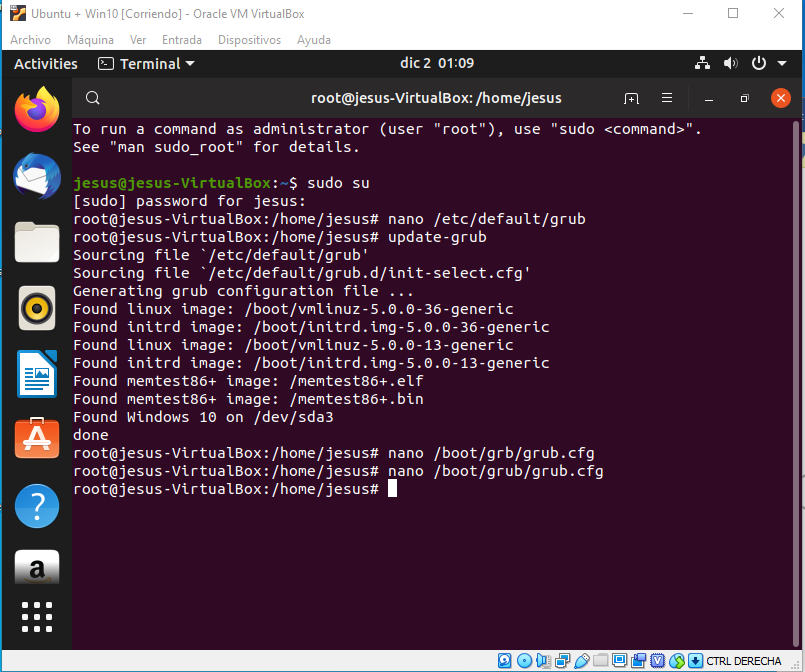 Ubuntu + Win10 [Corriendo] - Oracle VM VirtualBox
Archivo Máquina Ver Entrada Dispositivos Ayuda
Activities Terminal dic 2 01:09
root@jesus-VirtualBox: /home/jesus
To run a command as administrator (user "root"), use "sudo <command>".
See "man sudo_root" for details.
jesus@jesus-VirtualBox:~$ sudo su
[sudo] password for jesus:
root@jesus-VirtualBox:/home/jesus# nano /etc/default/grub
root@jesus-VirtualBox:/home/jesus# update-grub
Sourcing file `/etc/default/grub'
Sourcing file `/etc/default/grub.d/init-select.cfg'
Generating grub configuration file ...
Found linux image: /boot/vmlinuz-5.0.0-36-generic
Found initrd image: /boot/initrd.img-5.0.0-36-generic
Found linux image: /boot/vmlinuz-5.0.0-13-generic
Found initrd image: /boot/initrd.img-5.0.0-13-generic
Found memtest86+ image: /memtest86+.elf
Found memtest86+ image: /memtest86+.bin
Found Windows 10 on /dev/sda3
done
root@jesus-VirtualBox:/home/jesus# nano /boot/grb/grub.cfg
root@jesus-VirtualBox:/home/jesus# nano /boot/grub/grub.cfg
root@jesus-VirtualBox:/home/jesus#
?
a
CTRL DERECHA